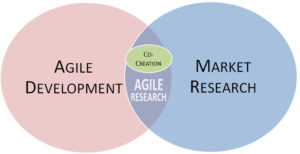 AGILE
DEVELOPMENT
CO-
CREATION
AGILE
RESEARCH
MARKET
RESEARCH